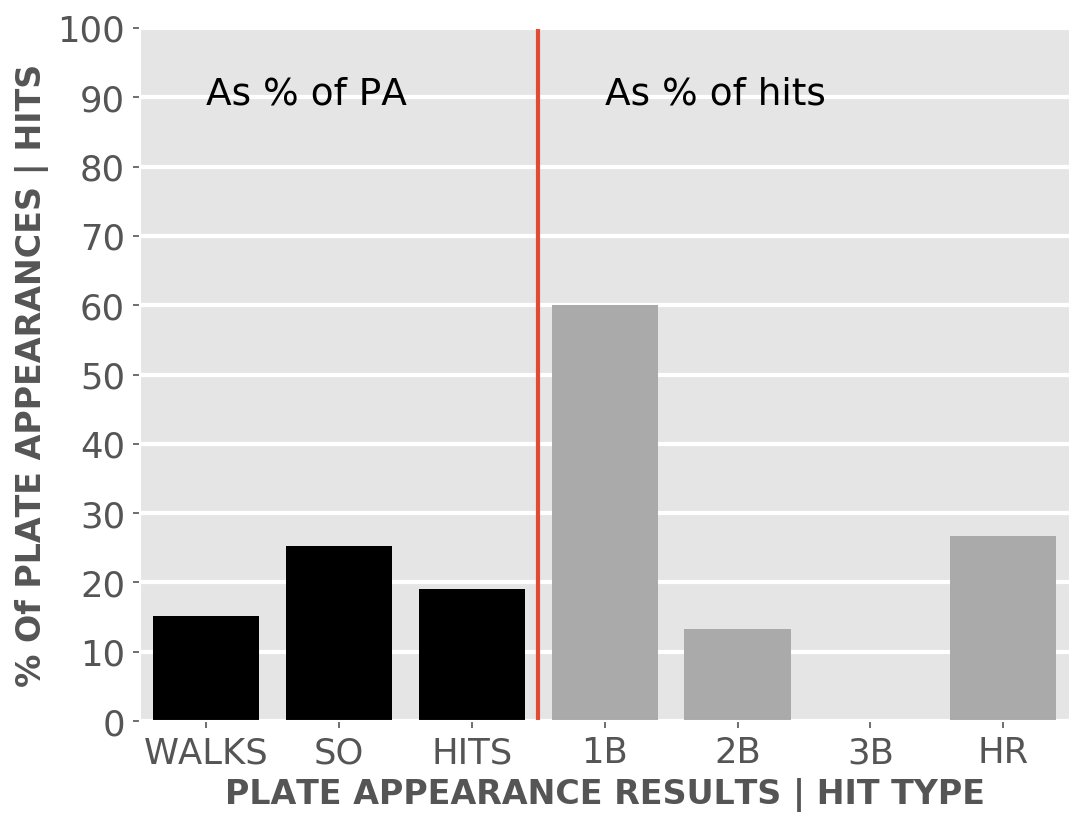 % Of PLATE APPEARANCES | HITS
100
90
80
70
60
50
40
30
20
10
0
As % of PA
As % of hits
WALKS SO HITS 1B 2B 3B HR
PLATE APPEARANCE RESULTS | HIT TYPE